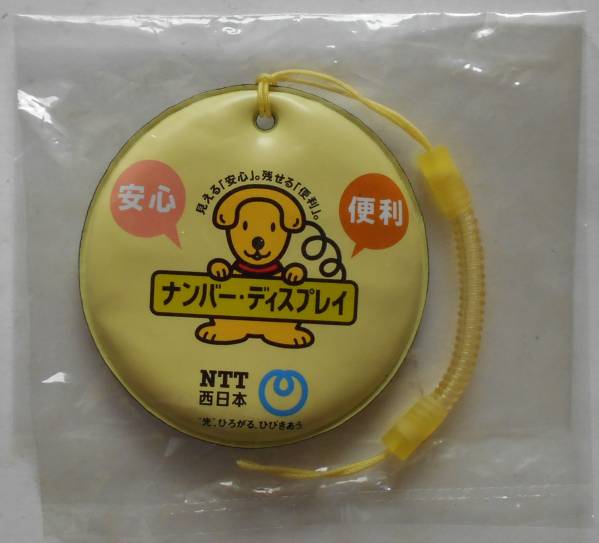 見える「安心」。残せる「便利」。
安心
便利
ナンバー・ディスプレイ
NTT
西日本
“光”、ひろがる、ひびきあう